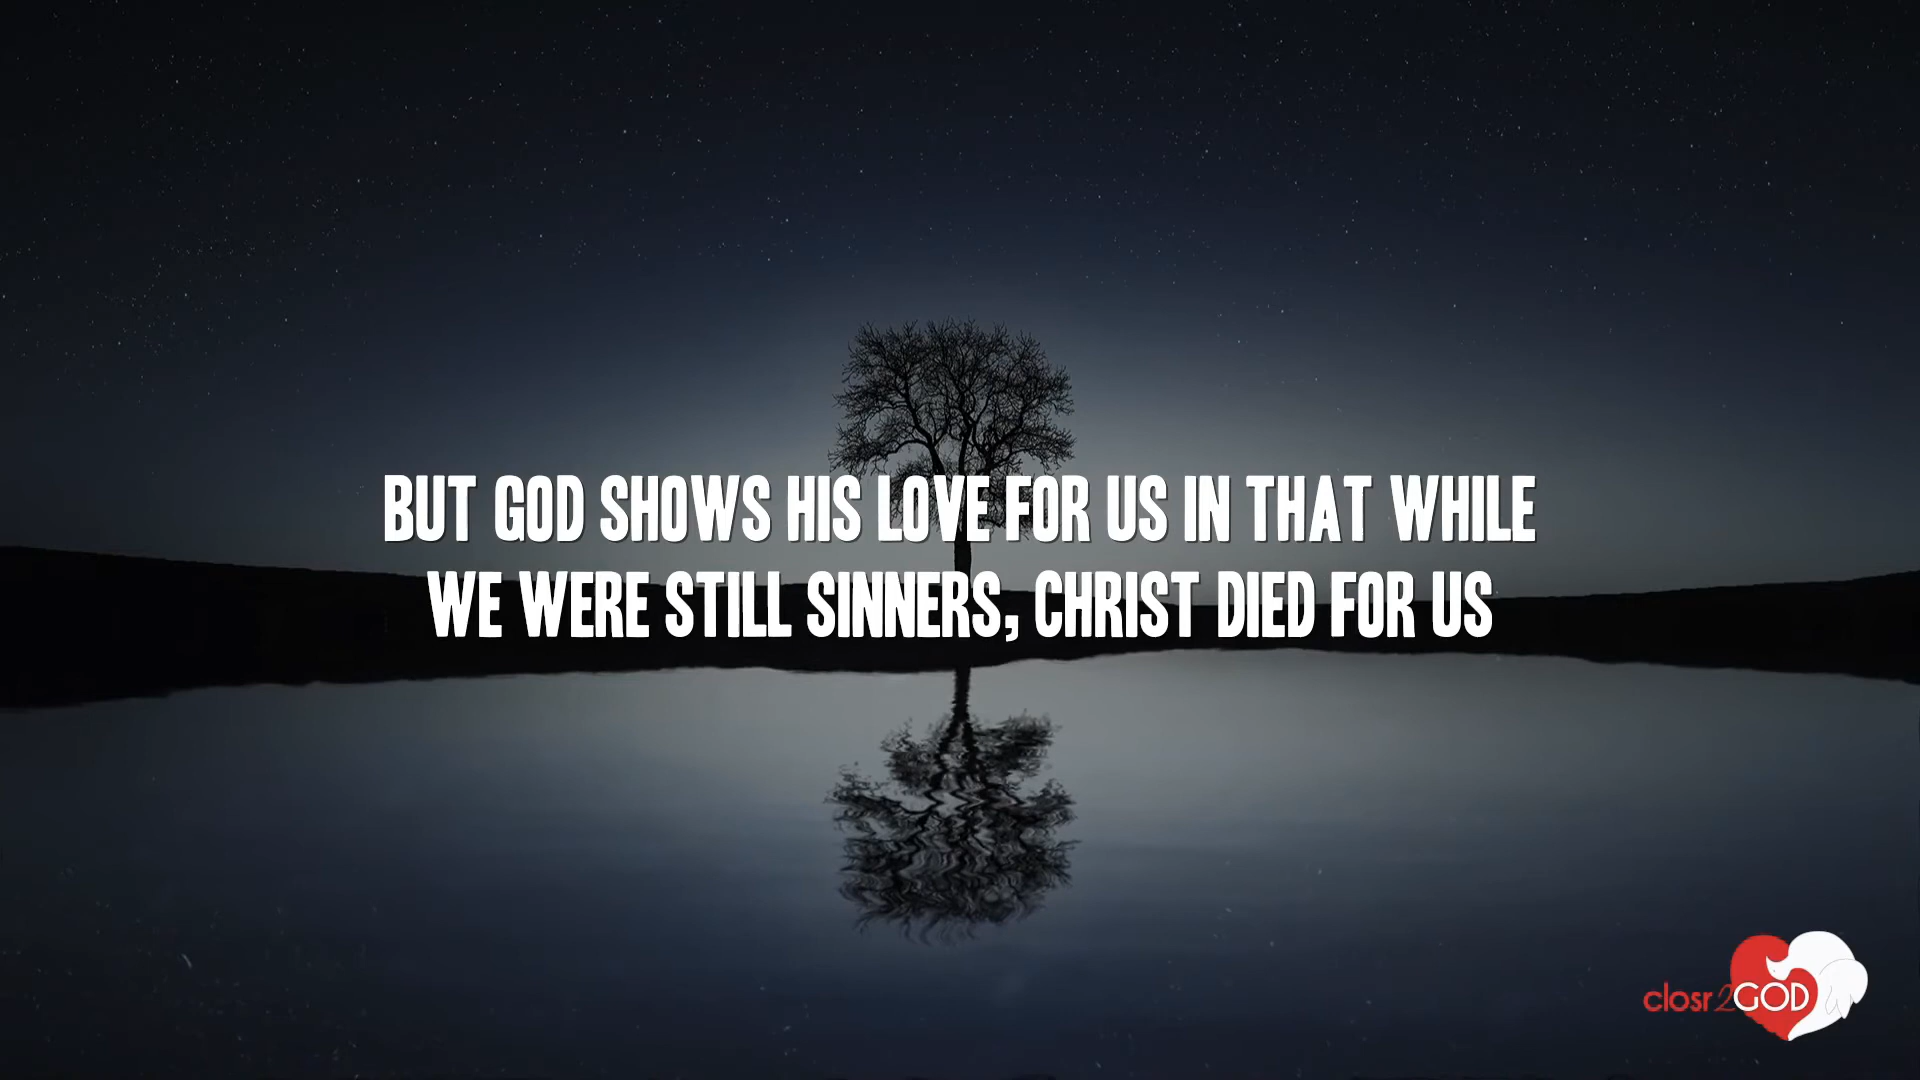 BUT GOD SHOWS HIS LOVE FOR US IN THAT WHILE
WE WERE STILL SINNERS, CHRIST DIED FOR US
closr2GOD